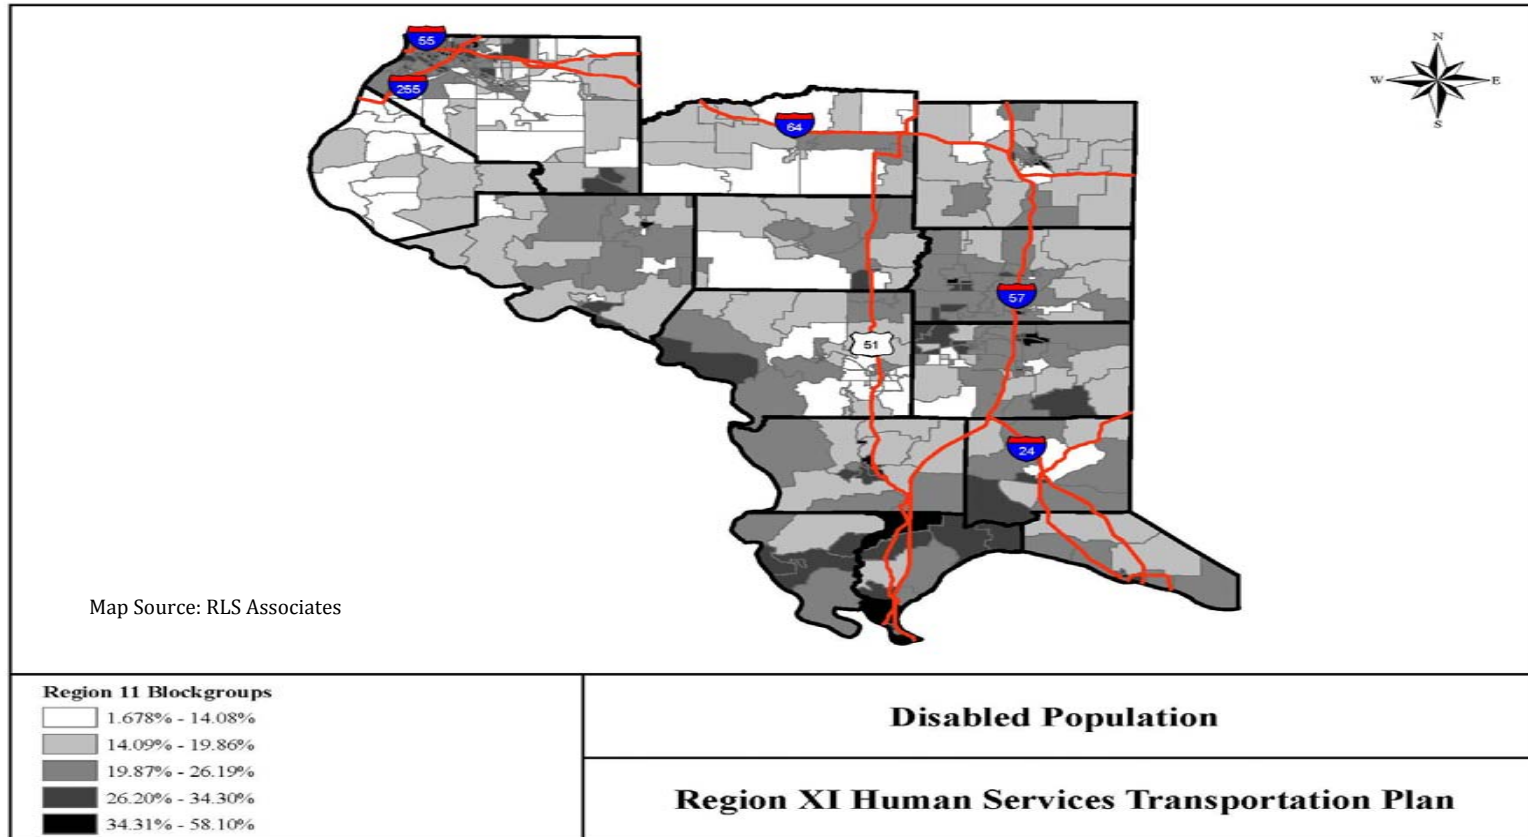 55
255
64
57
51
24
N
W
E
S
Map Source: RLS Associates
Region 11 Blockgroups
1.678% - 14.08%
14.09% - 19.86%
19.87% - 26.19%
26.20% - 34.30%
34.31% - 58.10%
Disabled Population
Region XI Human Services Transportation Plan